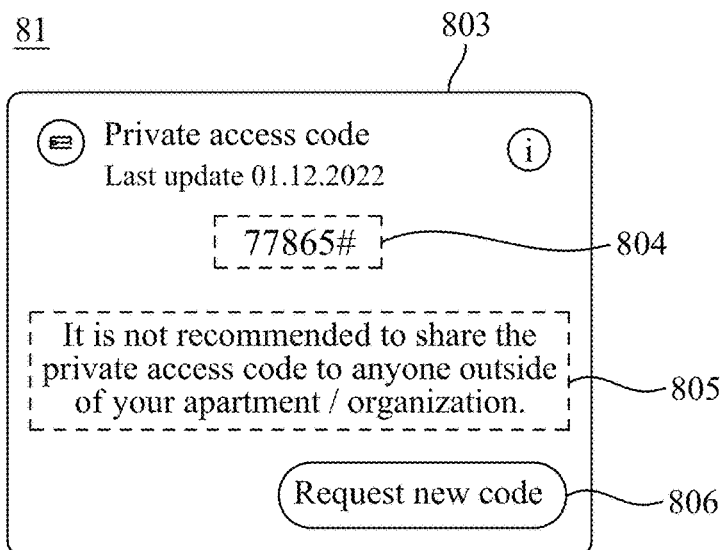 81
803
Private access code
i
Last update 01.12.2022
77865#
804
It is not recommended to share the
private access code to anyone outside
of your apartment / organization.
805
Request new code
806